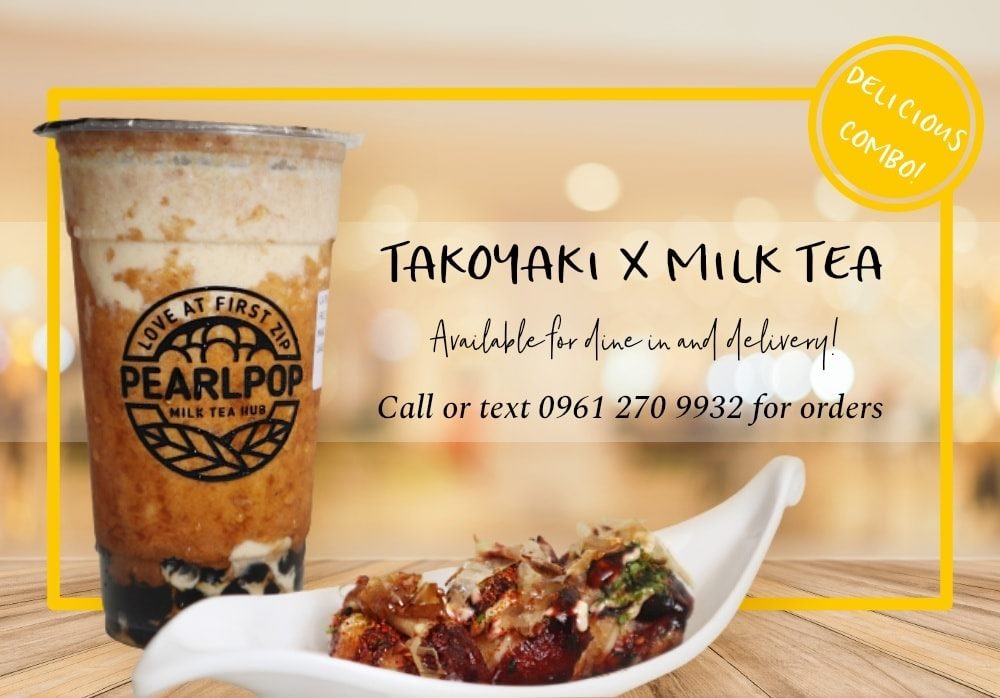 DELICIOUS
COMBO!
TAKOYAKI X MILK TEA
Available for dine in and delivery!
Call or text 0961 270 9932 for orders
LOVE AT FIRST ZIP
PEARLPOP
MILK TEA HUB